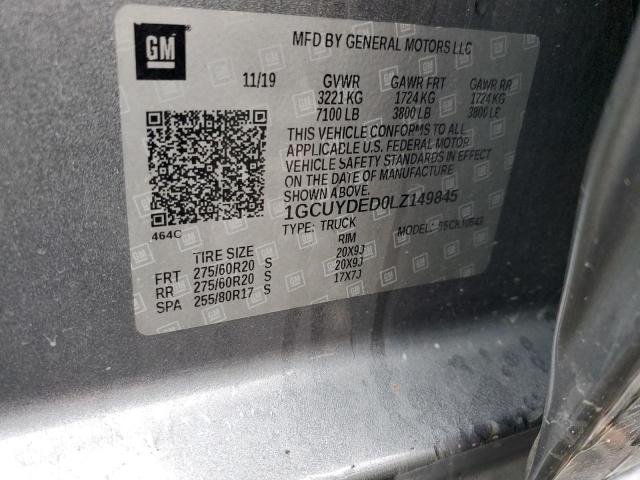 GM
MFD BY GENERAL MOTORS LLC
11/19 GVWR GAWR FRT GAWR RR
3221 KG 1724 KG 1724 KG
7100 LB 3800 LB 3800 LB
THIS VEHICLE CONFORMS TO ALL
APPLICABLE U.S. FEDERAL MOTOR
VEHICLE SAFETY STANDARDS IN EFFECT
ON THE DATE OF MANUFACTURE
SHOWN ABOVE.
1GCUYDED0LZ149845
464C TYPE: TRUCK MODEL:
TIRE SIZE RIM
FRT 275/60R20 S 20X9J
RR 275/60R20 S 20X9J
SPA 255/80R17 S 17X7J